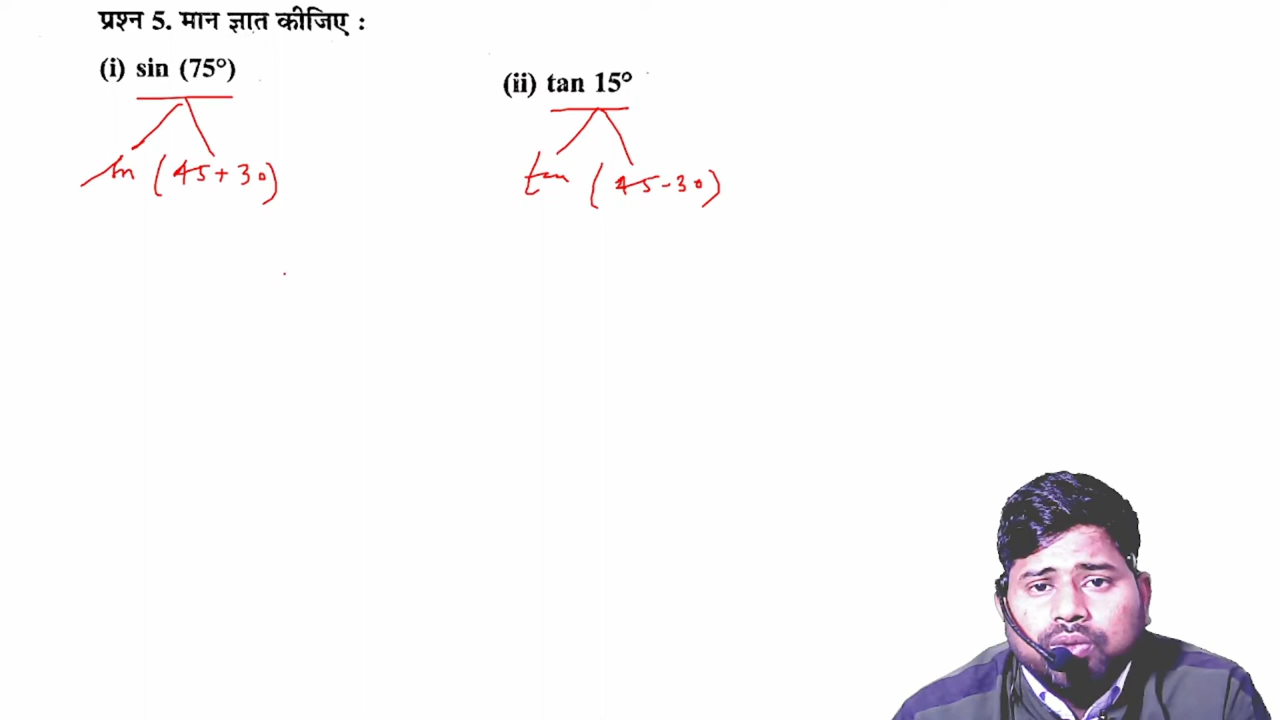 प्रश्न 5. मान ज्ञात कीजिए :
(i) sin (75°)
(ii) tan 15°
sin (45+30)
tan (45-30)